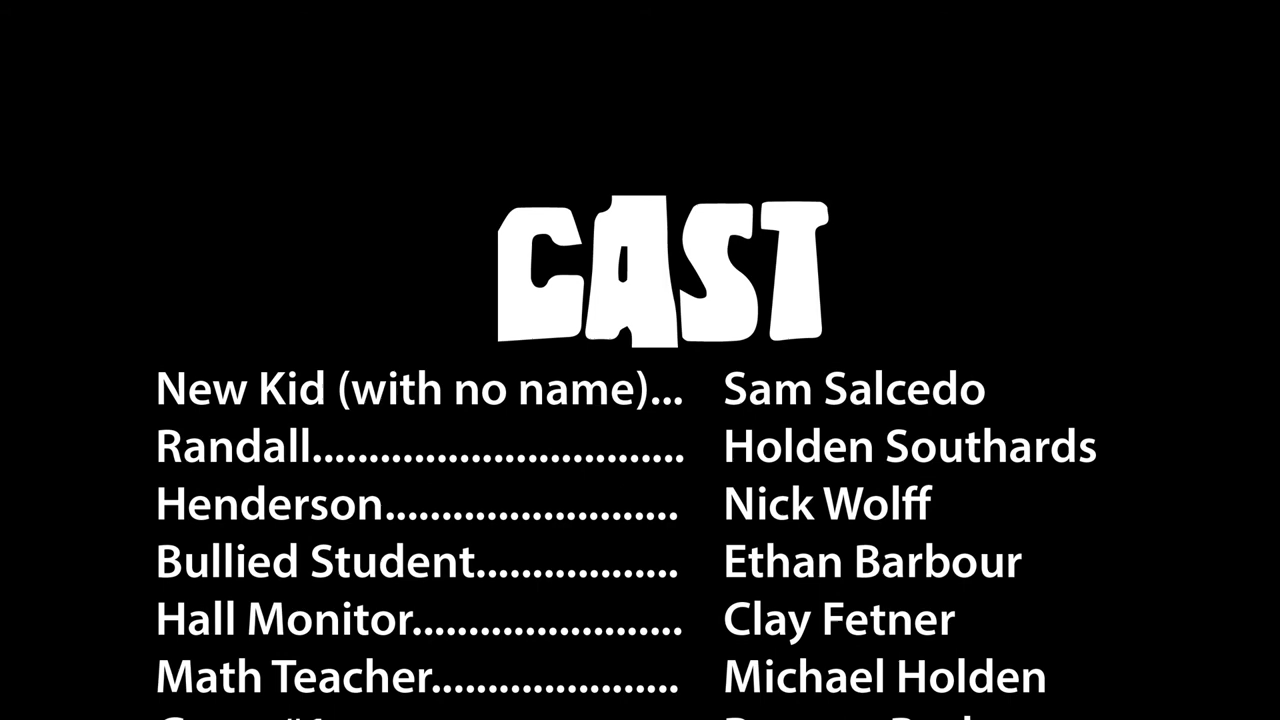 CAST
New Kid (with no name)... Sam Salcedo
Randall................................. Holden Southards
Henderson.......................... Nick Wolff
Bullied Student.................. Ethan Barbour
Hall Monitor........................ Clay Fetner
Math Teacher...................... Michael Holden